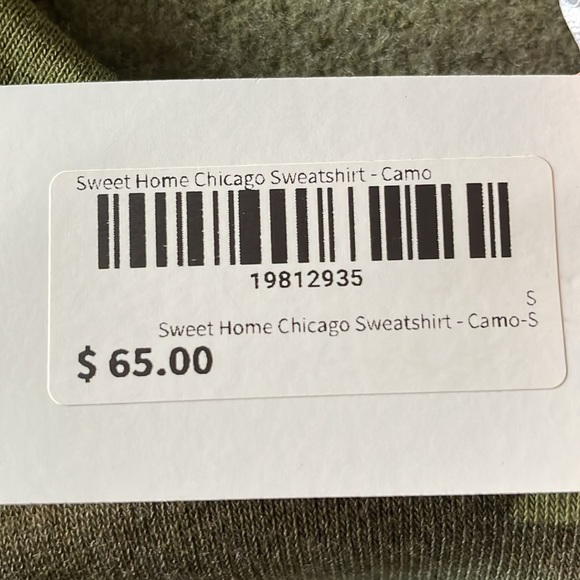 Sweet Home Chicago Sweatshirt - Camo
19812935
S
Sweet Home Chicago Sweatshirt - Camo-S
$ 65.00